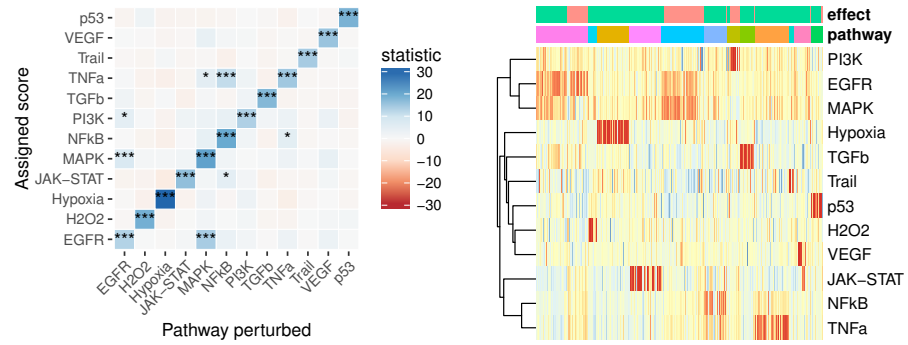 Assigned score
p53
VEGF
Trail
TNFa
TGFb
PI3K
NFkB
MAPK
JAK−STAT
Hypoxia
H2O2
EGFR
***
***
***
* *** ***
***
* ***
*** *
*** ***
*** *
***
***
*** ***
EGFR
H2O2
Hypoxia
JAK−STAT
MAPK
NFkB
PI3K
TGFb
TNFa
Trail
VEGF
p53
Pathway perturbed
statistic
30
20
10
0
−10
−20
−30
effect
pathway
PI3K
EGFR
MAPK
Hypoxia
TGFb
Trail
p53
H2O2
VEGF
JAK−STAT
NFkB
TNFa